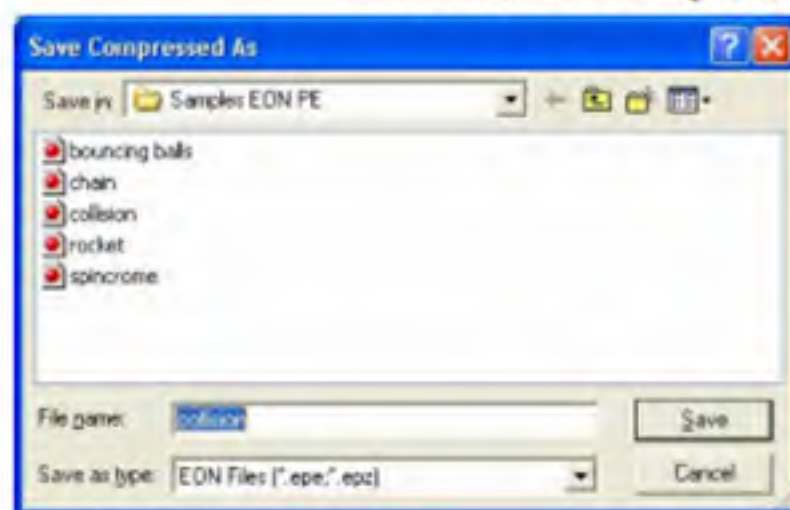 Save Compressed As
Save in: Samples EON PE
bouncing balls
chain
collision
rocket
spincrome
File name: collision Save
Save as type: EON Files (*.epe;*.epz) Cancel